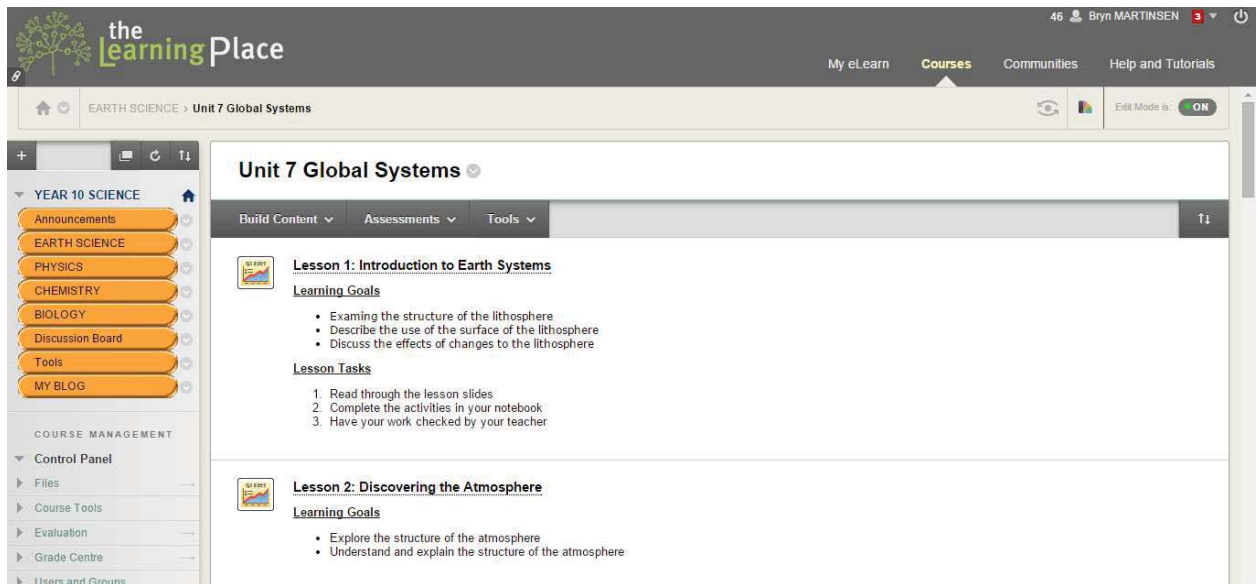 the
Learning Place
46 Bryn MARTINSEN 3
My eLearn Courses Communities Help and Tutorials
EARTH SCIENCE > Unit 7 Global Systems
Edit Mode is: ON
YEAR 10 SCIENCE
Announcements
EARTH SCIENCE
PHYSICS
CHEMISTRY
BIOLOGY
Discussion Board
Tools
MY BLOG
COURSE MANAGEMENT
Control Panel
Files
Course Tools
Evaluation
Grade Centre
Users and Groups
Unit 7 Global Systems
Build Content Assessments Tools
Lesson 1: Introduction to Earth Systems
Learning Goals
• Examing the structure of the lithosphere
• Describe the use of the surface of the lithosphere
• Discuss the effects of changes to the lithosphere
Lesson Tasks
1. Read through the lesson slides
2. Complete the activities in your notebook
3. Have your work checked by your teacher
Lesson 2: Discovering the Atmosphere
Learning Goals
• Explore the structure of the atmosphere
• Understand and explain the structure of the atmosphere